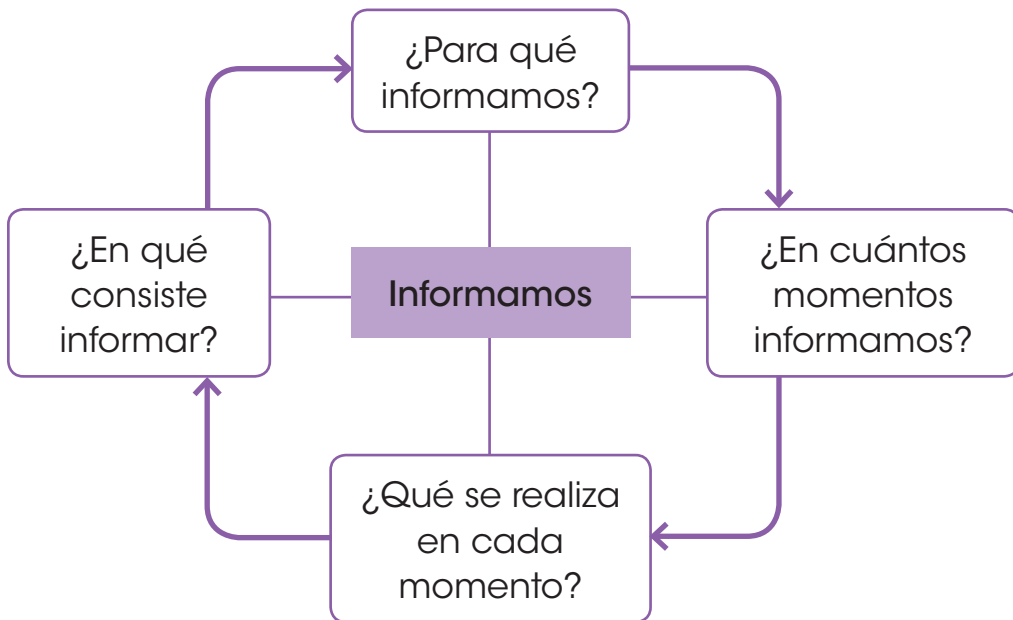 ¿Para qué
informamos?
¿En qué
consiste
informar?
Informamos
¿En cuántos
momentos
informamos?
¿Qué se realiza
en cada
momento?